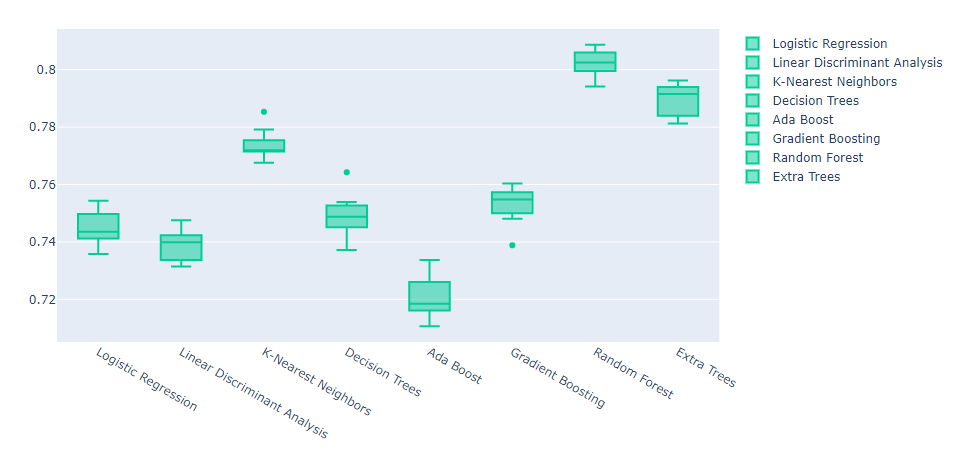 0.8
0.78
0.76
0.74
0.72
Logistic Regression
Linear Discriminant Analysis
K-Nearest Neighbors
Decision Trees
Ada Boost
Gradient Boosting
Random Forest
Extra Trees
Logistic Regression
Linear Discriminant Analysis
K-Nearest Neighbors
Decision Trees
Ada Boost
Gradient Boosting
Random Forest
Extra Trees